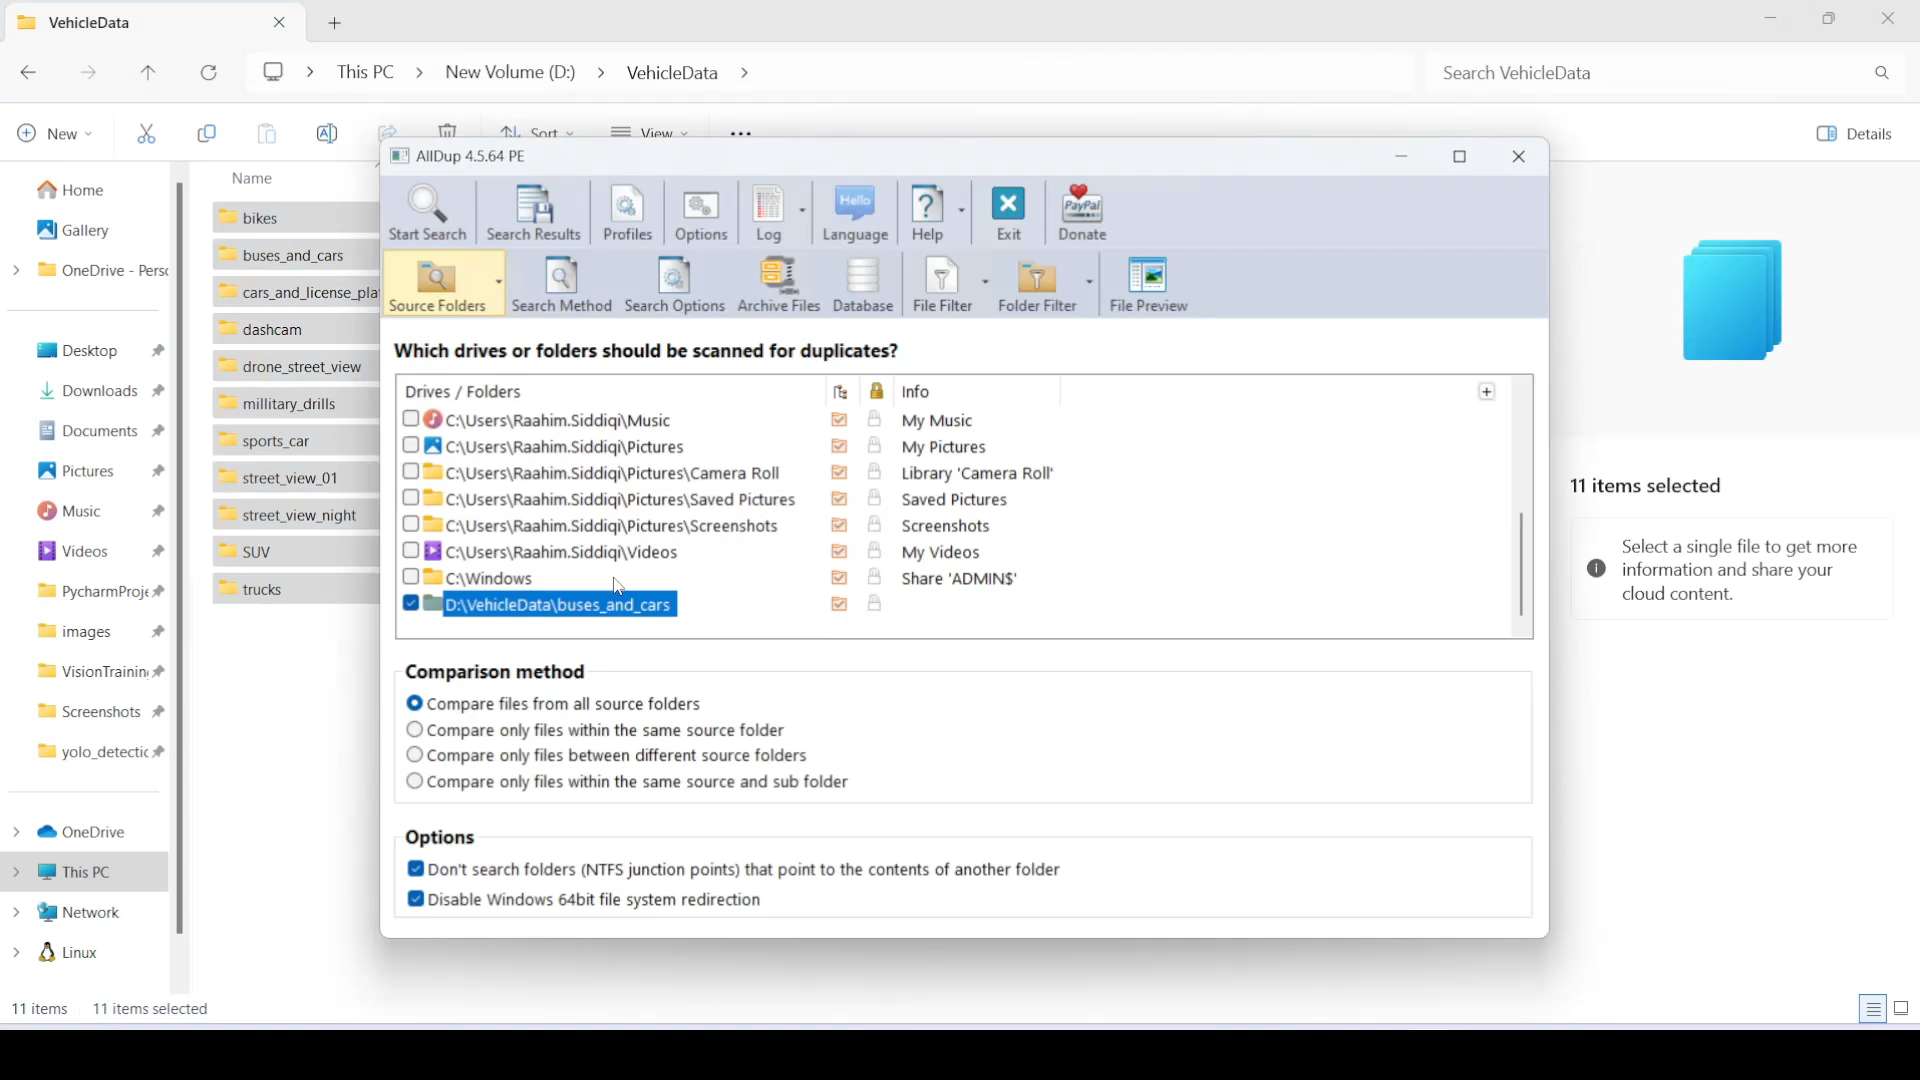 VehicleData
This PC > New Volume (D:) > VehicleData >
Search VehicleData
New
Sort
View
Details
Home
Gallery
OneDrive - Pers
Desktop
Downloads
Documents
Pictures
Music
Videos
PycharmProj
images
VisionTraining
Screenshots
yolo_detectic
OneDrive
This PC
Network
Linux
Name
bikes
buses_and_cars
cars_and_license_pla
dashcam
drone_street_view
millitary_drills
sports_car
street_view_01
street_view_night
SUV
trucks
AllDup 4.5.64 PE
Start Search Search Results Profiles Options Log Hello Language Help Exit PayPal Donate
Source Folders Search Method Search Options Archive Files Database File Filter Folder Filter File Preview
Which drives or folders should be scanned for duplicates?
Drives / Folders Info
C:\Users\Raahim.Siddiqi\Music My Music
C:\Users\Raahim.Siddiqi\Pictures My Pictures
C:\Users\Raahim.Siddiqi\Pictures\Camera Roll Library 'Camera Roll'
C:\Users\Raahim.Siddiqi\Pictures\Saved Pictures Saved Pictures
C:\Users\Raahim.Siddiqi\Pictures\Screenshots Screenshots
C:\Users\Raahim.Siddiqi\Videos My Videos
C:\Windows Share 'ADMIN$'
D:\VehicleData\buses_and_cars
Comparison method
Compare files from all source folders
Compare only files within the same source folder
Compare only files between different source folders
Compare only files within the same source and sub folder
Options
Don't search folders (NTFS junction points) that point to the contents of another folder
Disable Windows 64bit file system redirection
11 items selected
Select a single file to get more
information and share your
cloud content.
11 items 11 items selected